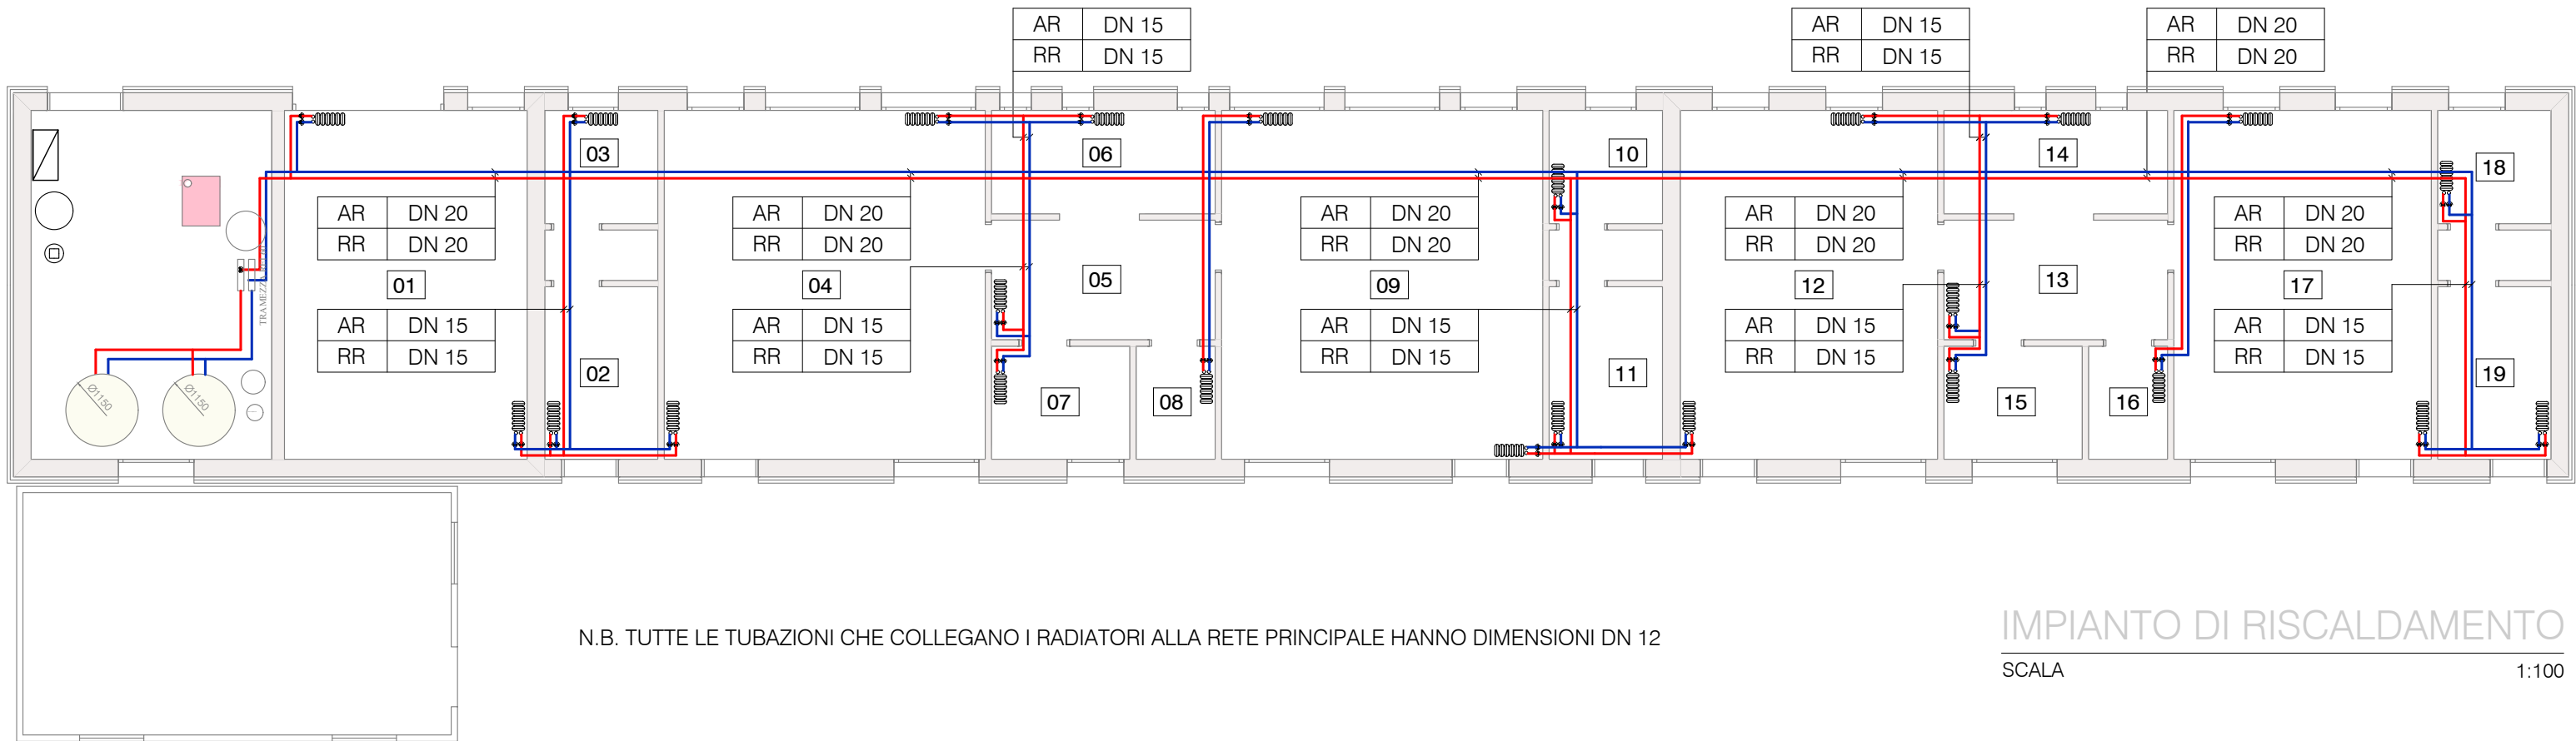 AR DN 15
RR DN 15
AR DN 15
RR DN 15
AR DN 20
RR DN 20
03
06
10
14
18
AR DN 20
RR DN 20
AR DN 20
RR DN 20
AR DN 20
RR DN 20
AR DN 20
RR DN 20
AR DN 20
RR DN 20
01
04
05
09
12
13
17
AR DN 15
RR DN 15
AR DN 15
RR DN 15
AR DN 15
RR DN 15
AR DN 15
RR DN 15
AR DN 15
RR DN 15
02
07
08
11
15
16
19
Ø1150
Ø1150
N.B. TUTTE LE TUBAZIONI CHE COLLEGANO I RADIATORI ALLA RETE PRINCIPALE HANNO DIMENSIONI DN 12
IMPIANTO DI RISCALDAMENTO
SCALA 1:100